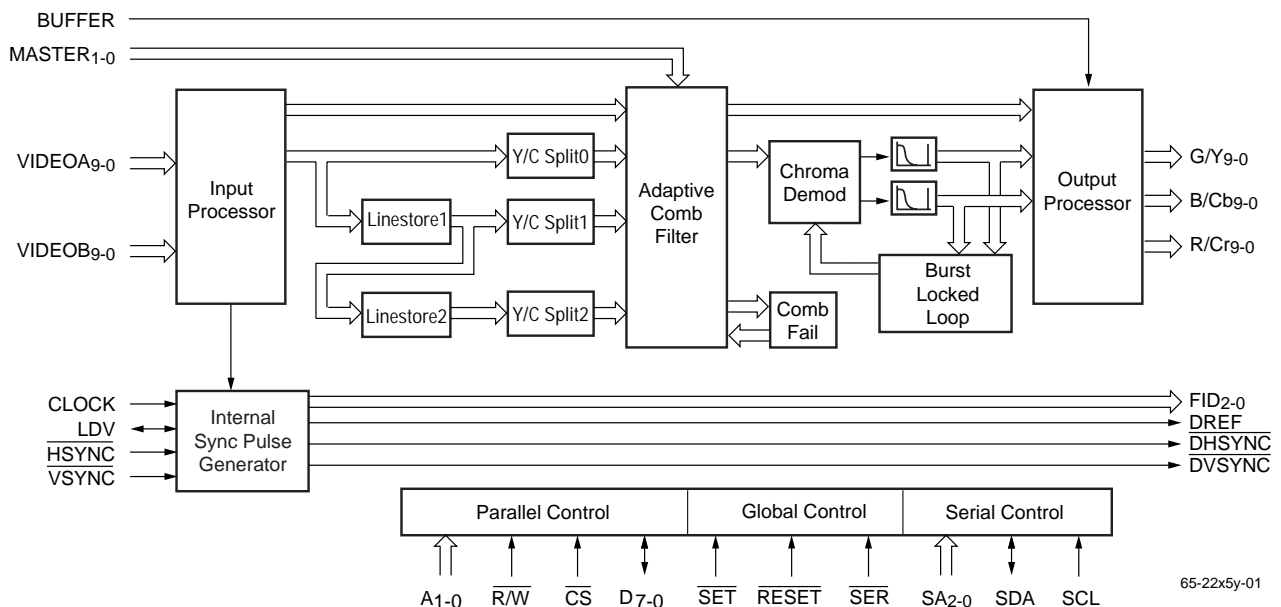 BUFFER
MASTER1-0
VIDEOA9-0
VIDEOB9-0
Input
Processor
Linestore1
Linestore2
Y/C Split0
Y/C Split1
Y/C Split2
Adaptive
Comb
Filter
Comb
Fail
Chroma
Demod
Burst
Locked
Loop
Output
Processor
G/Y9-0
B/Cb9-0
R/Cr9-0
CLOCK
LDV
HSYNC
VSYNC
Internal
Sync Pulse
Generator
FID2-0
DREF
DHSYNC
DVSYNC
Parallel Control
Global Control
Serial Control
A1-0
R/W
CS
D7-0
SET
RESET
SER
SA2-0
SDA
SCL
65-22x5y-01